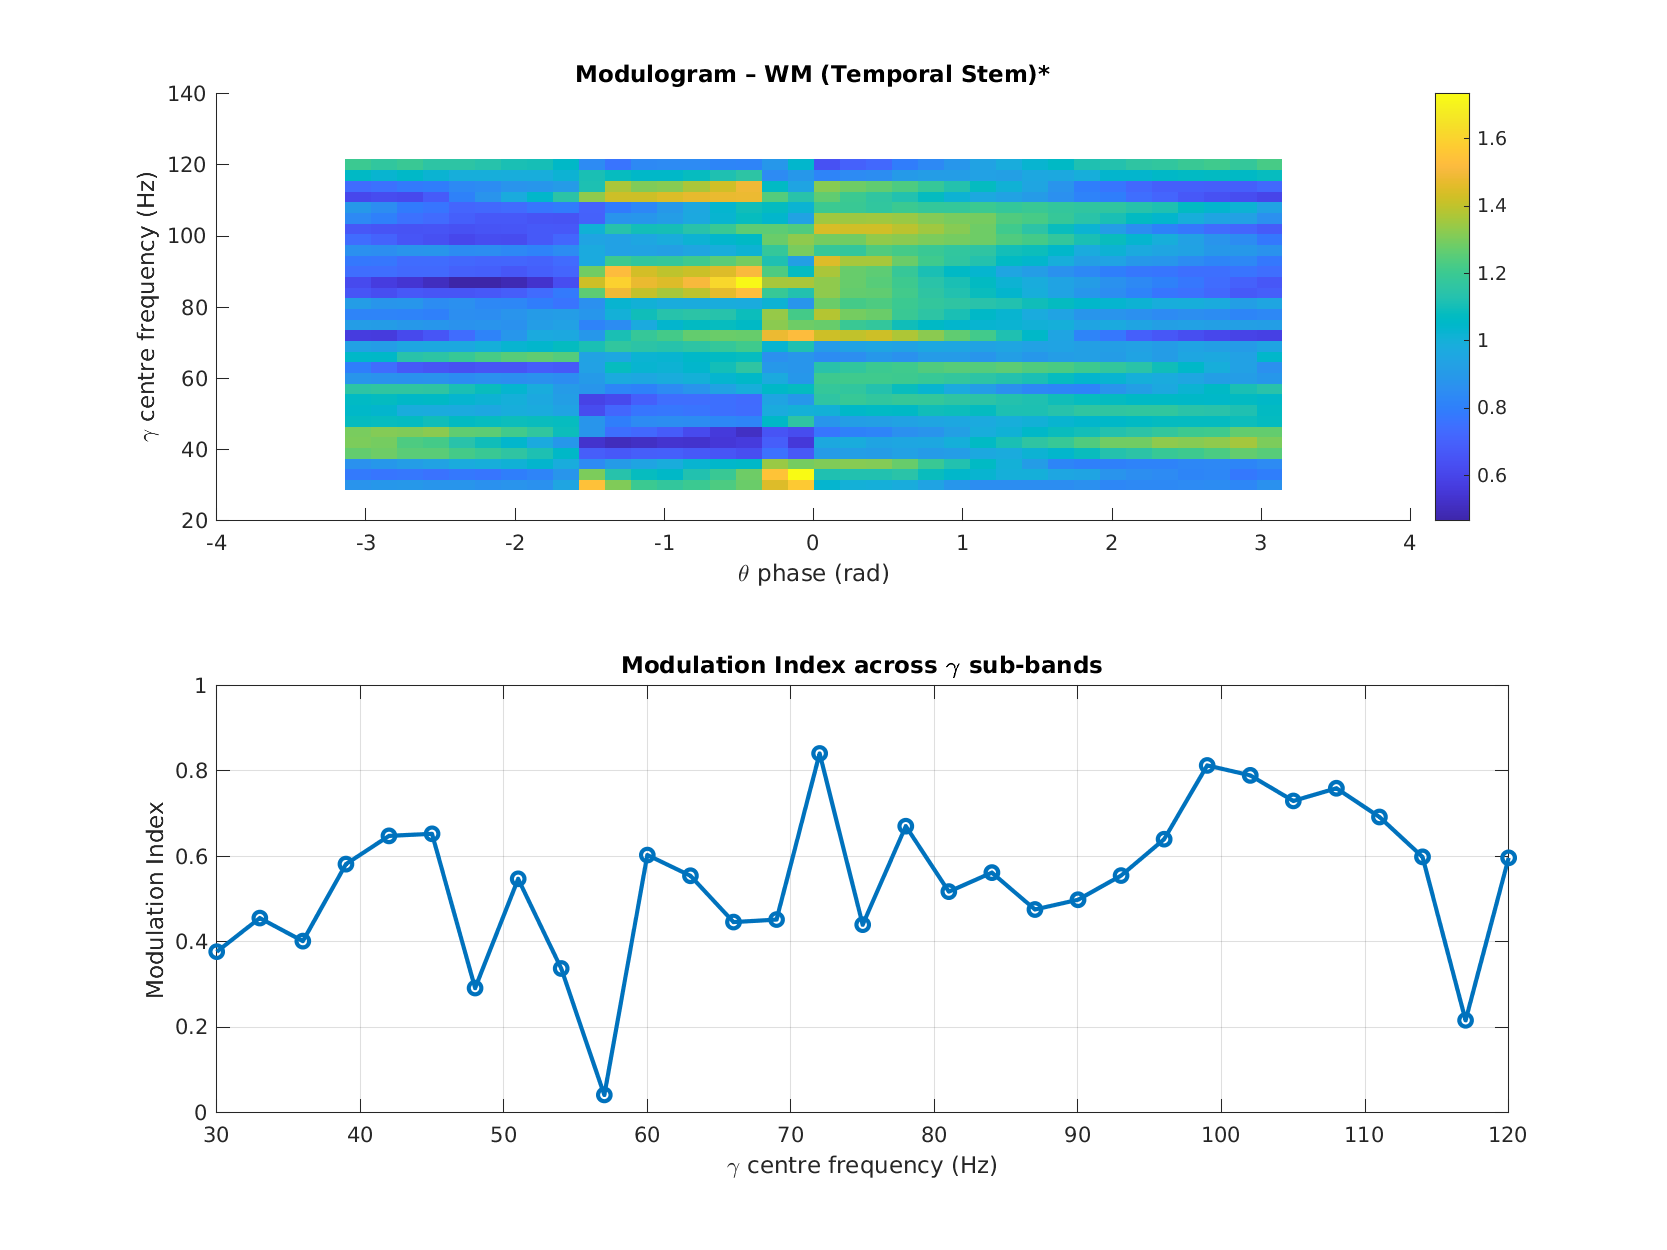 Modulogram – WM (Temporal Stem)*
γ centre frequency (Hz)
140
120
100
80
60
40
20
-4 -3 -2 -1 0 1 2 3 4
θ phase (rad)
1.6
1.4
1.2
1
0.8
0.6
Modulation Index across γ sub-bands
Modulation Index
1
0.8
0.6
0.4
0.2
0
30 40 50 60 70 80 90 100 110 120
γ centre frequency (Hz)